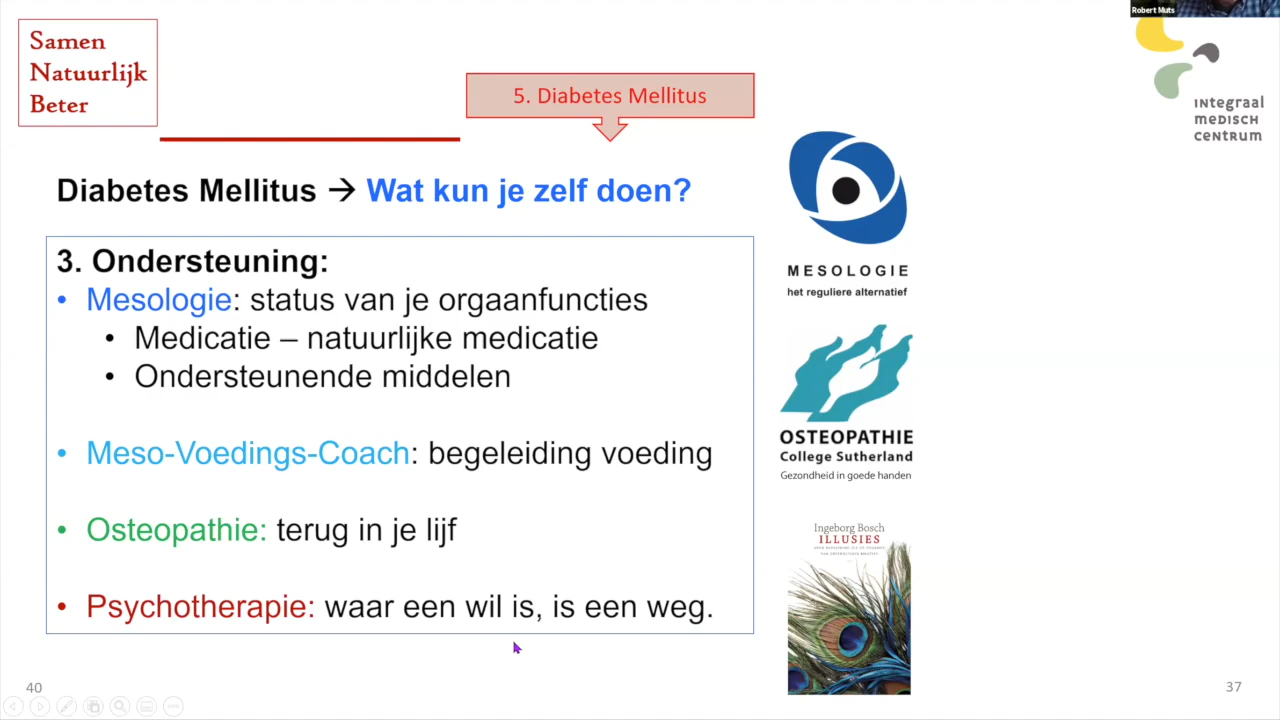 Robert Muts
Samen
Natuurlijk
Beter
5. Diabetes Mellitus
integraal
medisch
centrum
Diabetes Mellitus → Wat kun je zelf doen?
3. Ondersteuning:
• Mesologie: status van je orgaanfuncties
• Medicatie – natuurlijke medicatie
• Ondersteunende middelen
• Meso-Voedings-Coach: begeleiding voeding
• Osteopathie: terug in je lijf
• Psychotherapie: waar een wil is, is een weg.
MESOLOGIE
het reguliere alternatief
OSTEOPATHIE
College Sutherland
Gezondheid in goede handen
Ingeborg Bosch
ILLUSIES
40
37